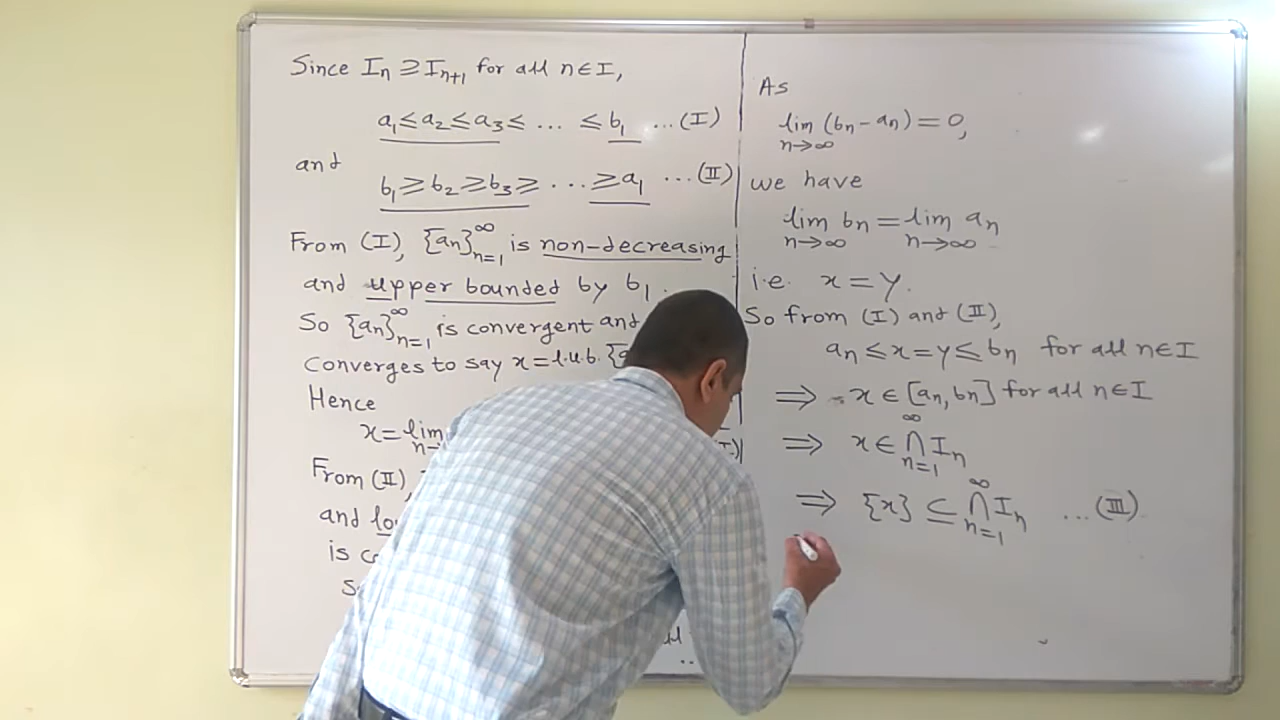 Since Iₙ ⩾ Iₙ₊₁ for all n ∈ I,
a₁ ≤ a₂ ≤ a₃ ≤ ... ≤ b₁ ...(I)
and
b₁ ≥ b₂ ≥ b₃ ≥ ... ≥ a₁ ...(II)
From (I), {aₙ}ₙ₌₁^∞ is non-decreasing
and upper bounded by b₁.
So {aₙ}ₙ₌₁^∞ is convergent and
converges to say x = l.u.b. {a
Hence
x = lim
From (II),
and
is
As
lim (bₙ - aₙ) = 0,
n→∞
we have
lim bₙ = lim aₙ
n→∞ n→∞
i.e. x = y.
So from (I) and (II),
aₙ ≤ x = y ≤ bₙ for all n ∈ I
⇒ x ∈ [aₙ, bₙ] for all n ∈ I
⇒ x ∈ ⋂ₙ₌₁^∞ Iₙ
⇒ {x} ⊆ ⋂ₙ₌₁^∞ Iₙ ...(III)